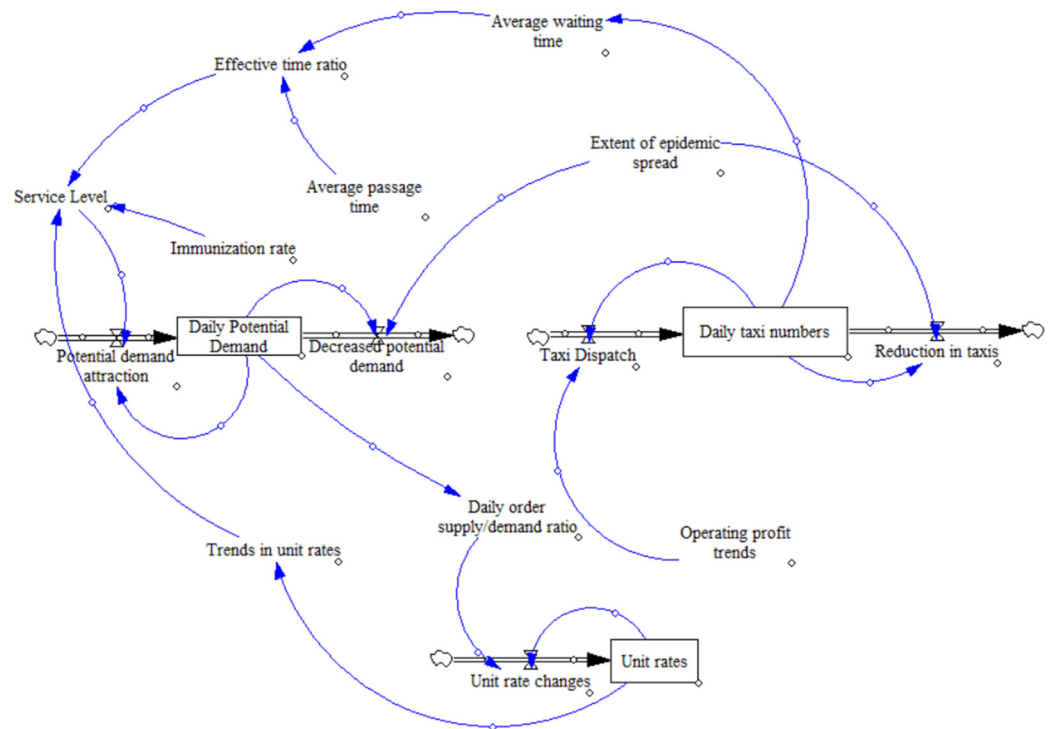 Average waiting
time
Effective time ratio
Extent of epidemic
spread
Average passage
time
Service Level
Immunization rate
Daily Potential
Demand
Potential demand
attraction
Decreased potential
demand
Taxi Dispatch
Daily taxi numbers
Reduction in taxis
Daily order
supply/demand ratio
Operating profit
trends
Trends in unit rates
Unit rates
Unit rate changes